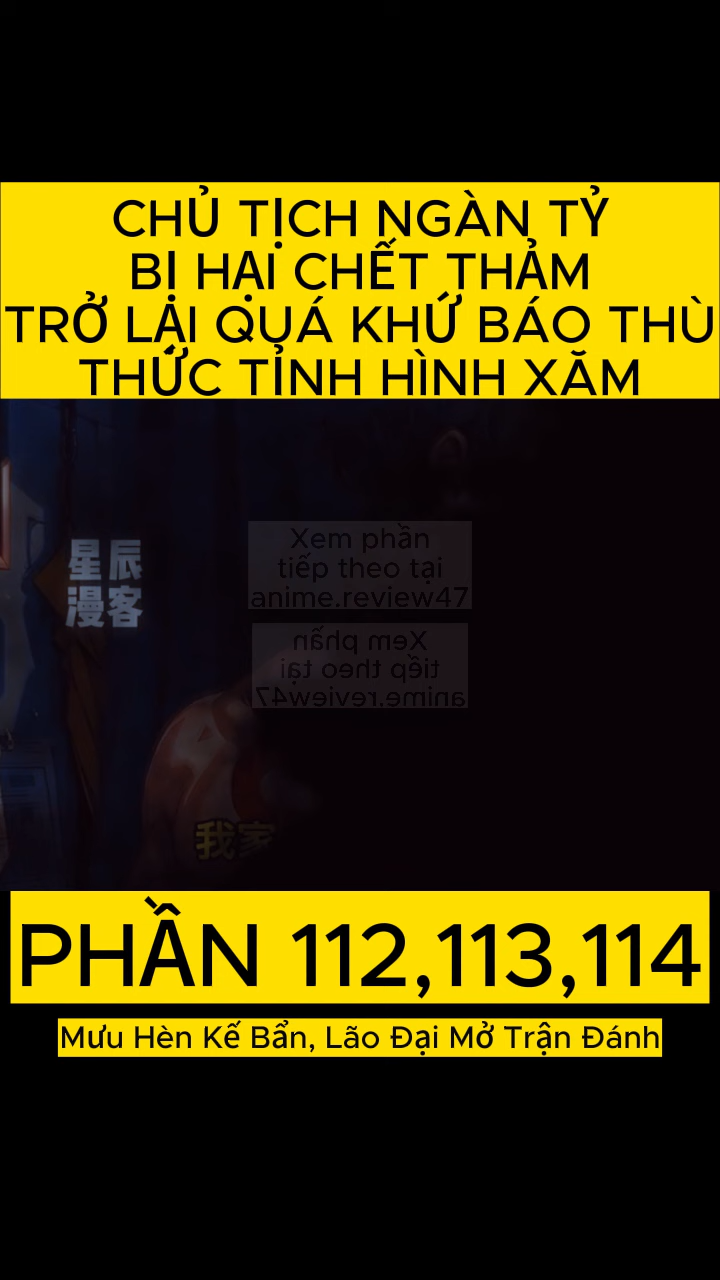 CHỦ TỊCH NGÀN TỶ
BỊ HẠI CHẾT THẢM
TRỞ LẠI QUÁ KHỨ BÁO THÙ
THỨC TỈNH HÌNH XĂM
星辰
漫客
Xem phần
tiếp theo tại
anime.review47
Xem phần
tiếp theo tại
anime.review47
我家
PHẦN 112,113,114
Mưu Hèn Kế Bẩn, Lão Đại Mở Trận Đánh